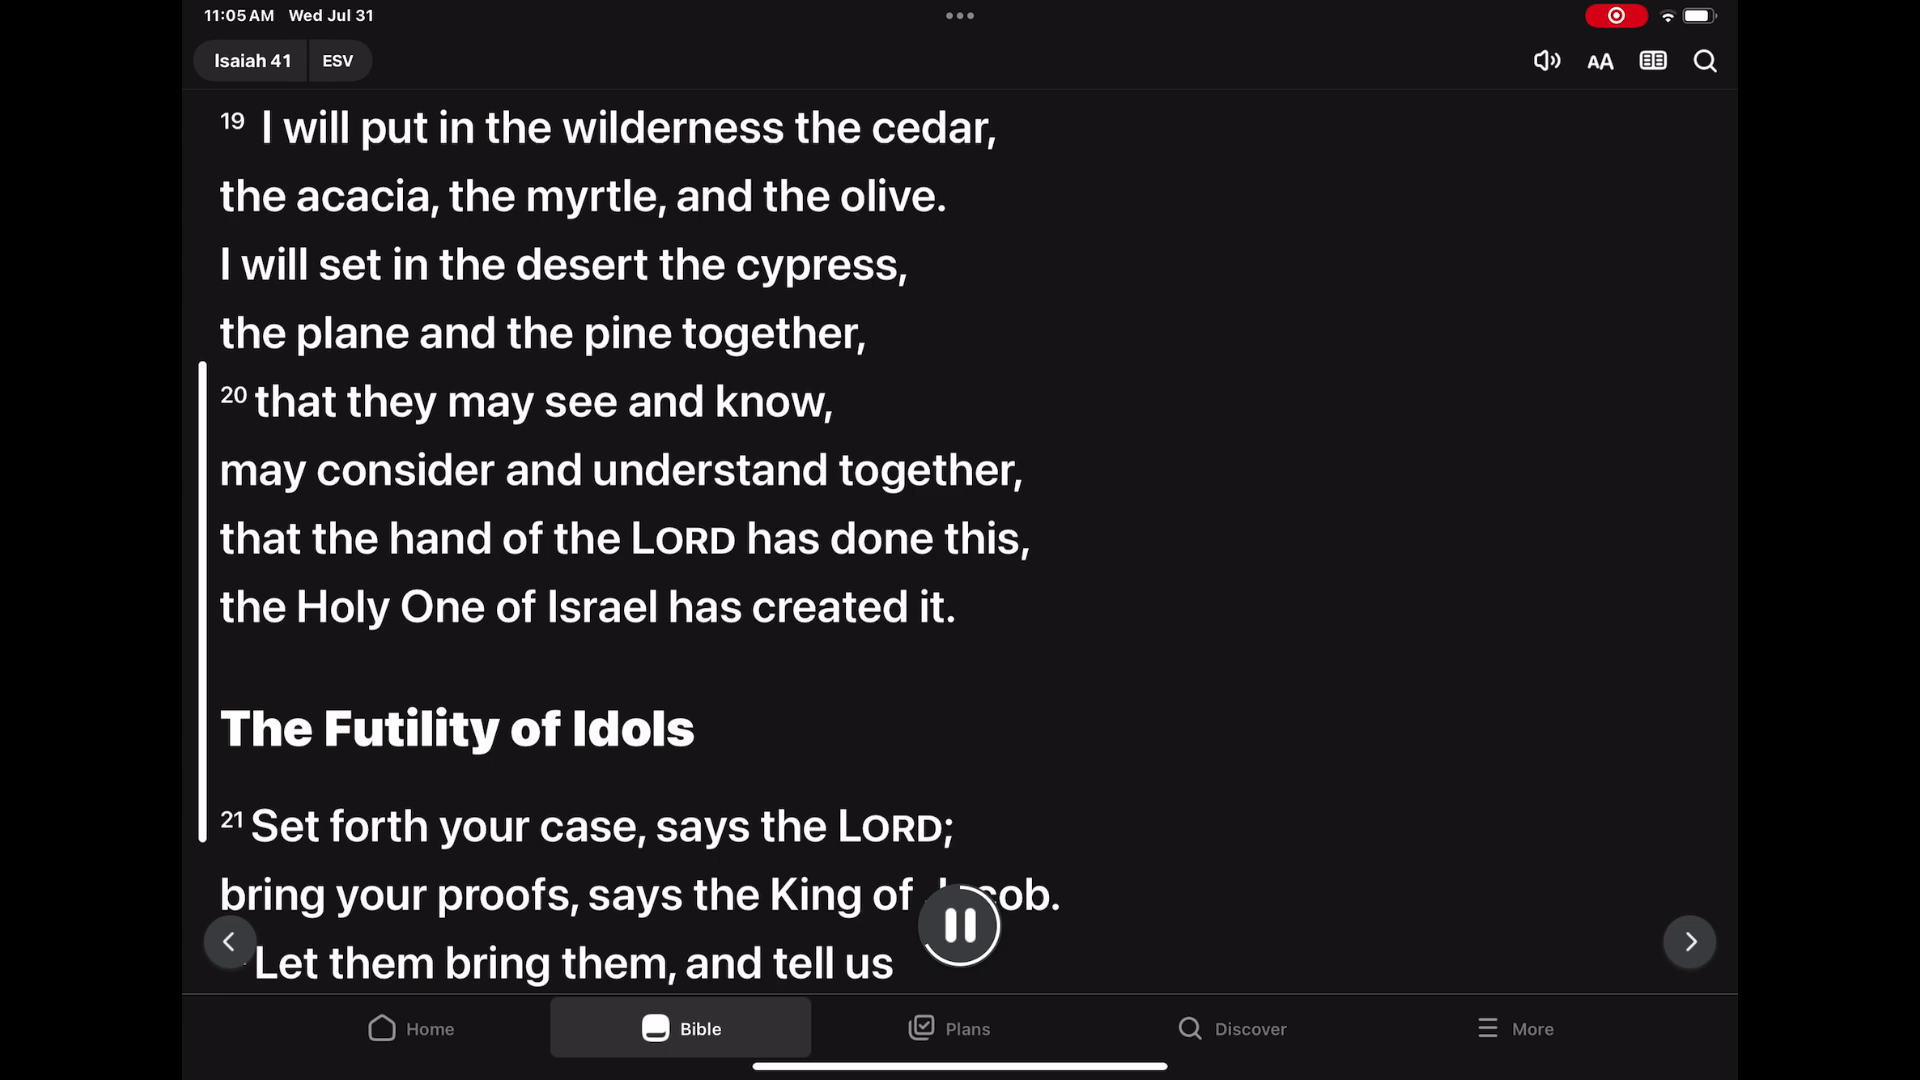 11:05 AM Wed Jul 31
Isaiah 41 ESV
AA
19 I will put in the wilderness the cedar,
the acacia, the myrtle, and the olive.
I will set in the desert the cypress,
the plane and the pine together,
20 that they may see and know,
may consider and understand together,
that the hand of the LORD has done this,
the Holy One of Israel has created it.
The Futility of Idols
21 Set forth your case, says the LORD;
bring your proofs, says the King of
Let them bring them, and tell us
Home Bible Plans Discover More